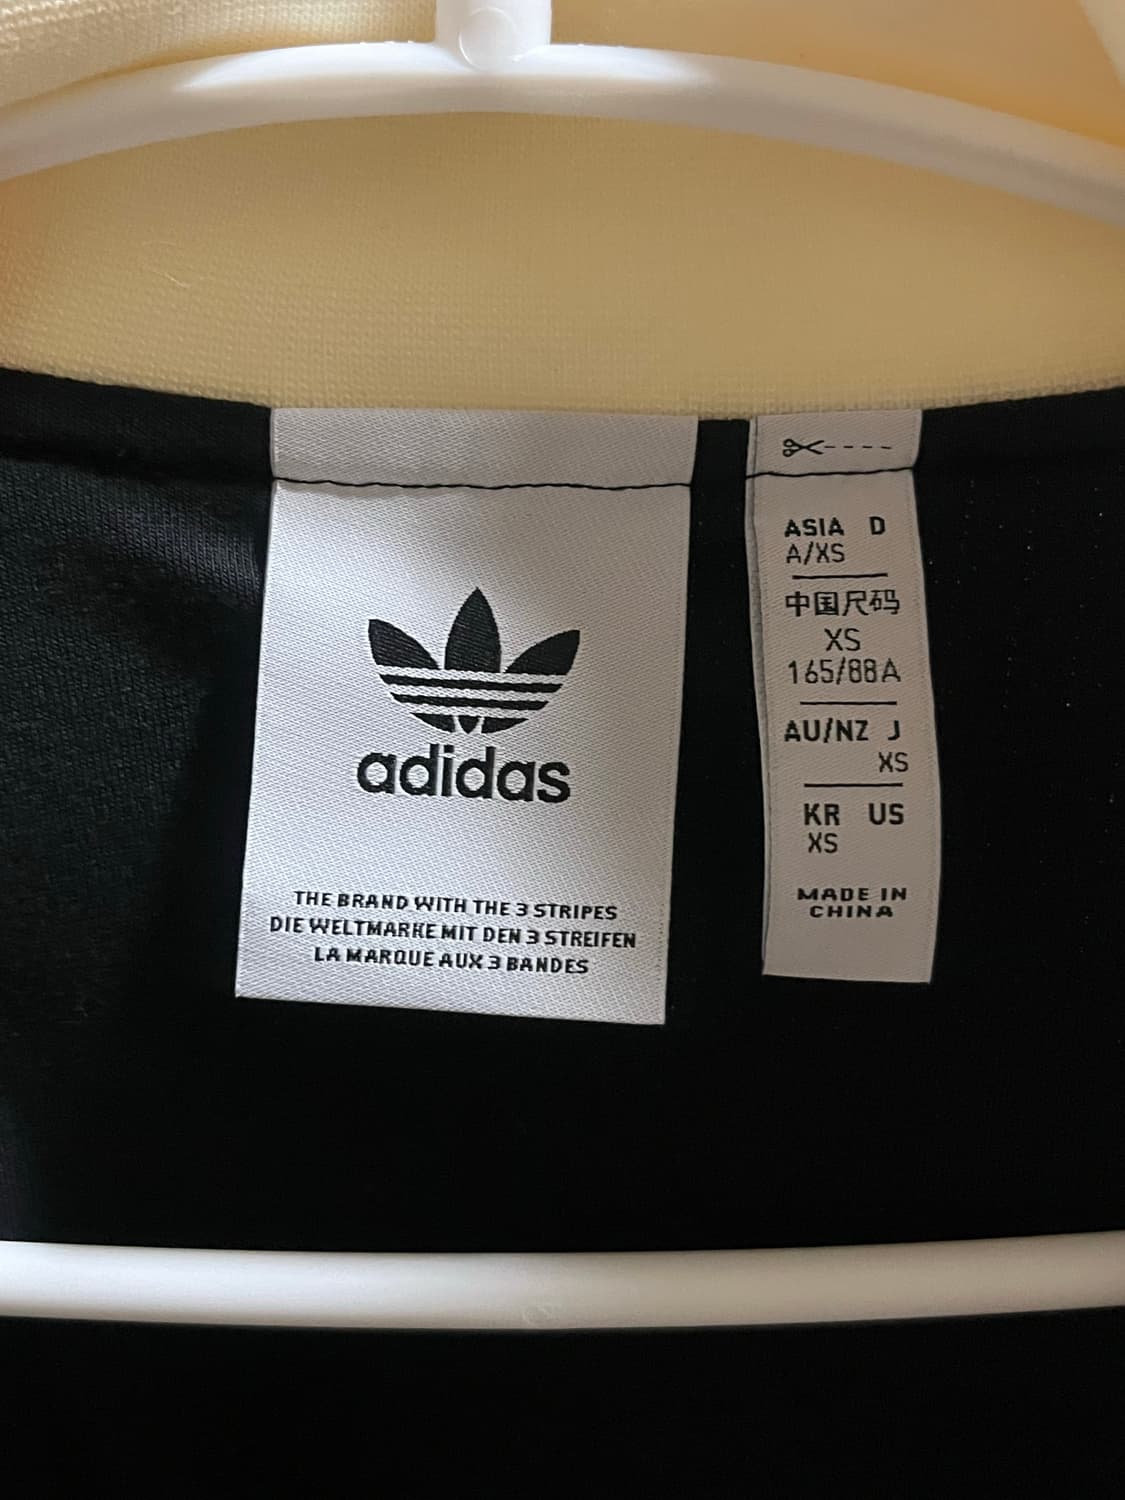 adidas
THE BRAND WITH THE 3 STRIPES
DIE WELTMARKE MIT DEN 3 STREIFEN
LA MARQUE AUX 3 BANDES
ASIA D
A/XS
中国尺码
XS
165/88A
AU/NZ J
XS
KR US
XS
MADE IN
CHINA